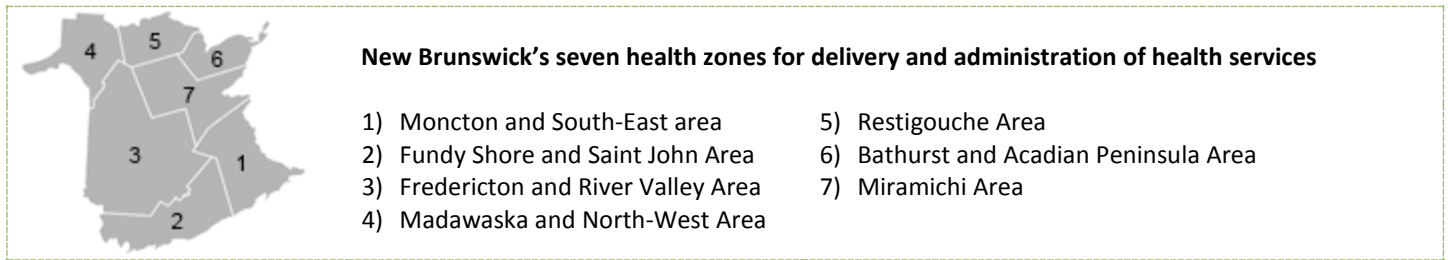 New Brunswick's seven health zones for delivery and administration of health services
4
5
6
7
3
1
2
1) Moncton and South-East area
2) Fundy Shore and Saint John Area
3) Fredericton and River Valley Area
4) Madawaska and North-West Area
5) Restigouche Area
6) Bathurst and Acadian Peninsula Area
7) Miramichi Area